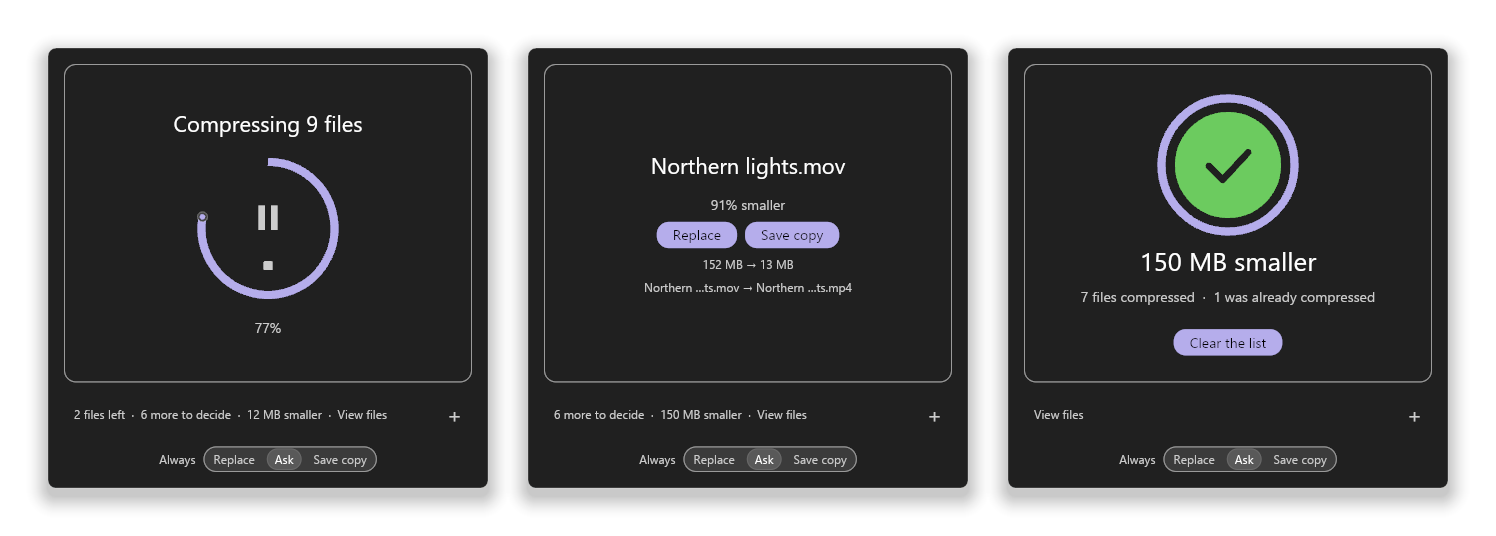 Compressing 9 files
77%
2 files left · 6 more to decide · 12 MB smaller · View files +
Always Replace Ask Save copy
Northern lights.mov
91% smaller
Replace Save copy
152 MB → 13 MB
Northern ...ts.mov → Northern ...ts.mp4
6 more to decide · 150 MB smaller · View files +
Always Replace Ask Save copy
150 MB smaller
7 files compressed · 1 was already compressed
Clear the list
View files +
Always Replace Ask Save copy